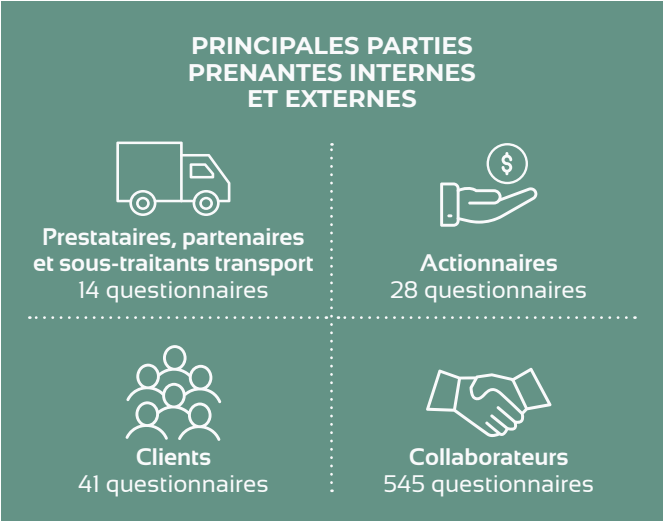 PRINCIPALES PARTIES
PRENANTES INTERNES
ET EXTERNES
$
Prestataires, partenaires
et sous-traitants transport
14 questionnaires
Actionnaires
28 questionnaires
Clients
41 questionnaires
Collaborateurs
545 questionnaires